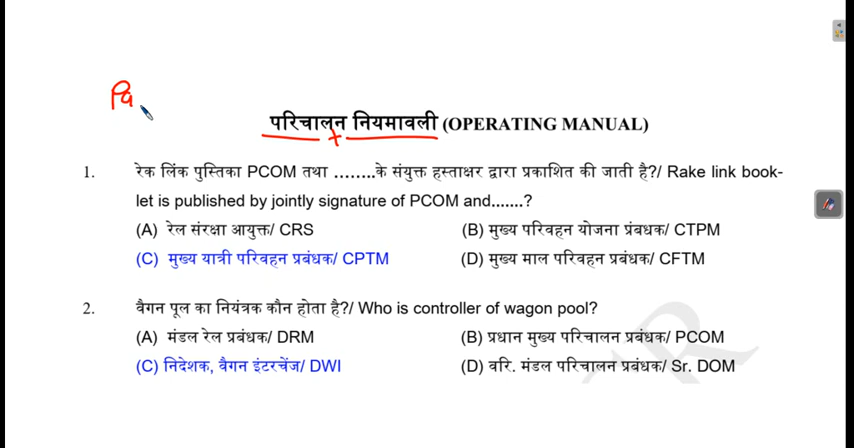 Pa
परिचालन नियमावली (OPERATING MANUAL)
1. रेक लिंक पुस्तिका PCOM तथा ........के संयुक्त हस्ताक्षर द्वारा प्रकाशित की जाती है?/ Rake link book-
let is published by jointly signature of PCOM and.......?
(A) रेल संरक्षा आयुक्त/ CRS (B) मुख्य परिवहन योजना प्रंबधक/ CTPM
(C) मुख्य यात्री परिवहन प्रबंधक/ CPTM (D) मुख्य माल परिवहन प्रबंधक/ CFTM
2. वैगन पूल का नियंत्रक कौन होता है?/ Who is controller of wagon pool?
(A) मंडल रेल प्रबंधक/ DRM (B) प्रधान मुख्य परिचालन प्रबंधक/ PCOM
(C) निदेशक, वैगन इंटरचेंज/ DWI (D) वरि. मंडल परिचालन प्रबंधक/ Sr. DOM